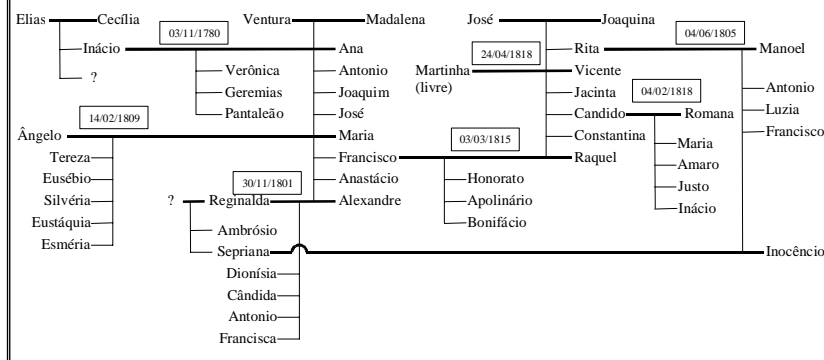 Elias Cecília Ventura Madalena José Joaquina
03/11/1780 04/06/1805
Inácio Ana Rita Manoel
24/04/1818
? Verônica Antonio Martinha Vicente
(livre)
Geremias Joaquim Jacinta 04/02/1818 Antonio
Pantaleão José Candido Romana Luzia
14/02/1809
Ângelo Maria Constantina Francisco
03/03/1815 Maria
Tereza Francisco Raquel
Amaro
Eusébio Anastácio Honorato
30/11/1801 Justo
Silvéria ? Reginalda Alexandre Apolinário
Inácio
Eustáquia Ambrósio Bonifácio
Esméria Sepriana Inocêncio
Dionísia
Cândida
Antonio
Francisca